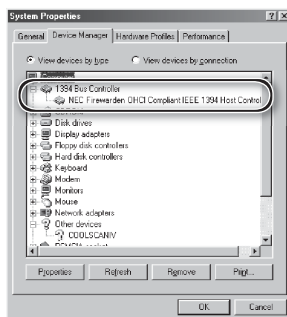 System Properties
General Device Manager Hardware Profiles Performance
View devices by type View devices by connection
1394 Bus Controller
NEC Firewarden OHCI Compliant IEEE 1394 Host Control
Disk drives
Display adapters
Floppy disk controllers
Hard disk controllers
Keyboard
Modem
Monitors
Mouse
Network adapters
Other devices
COOLSCANIV
Properties Refresh Remove Print...
OK Cancel